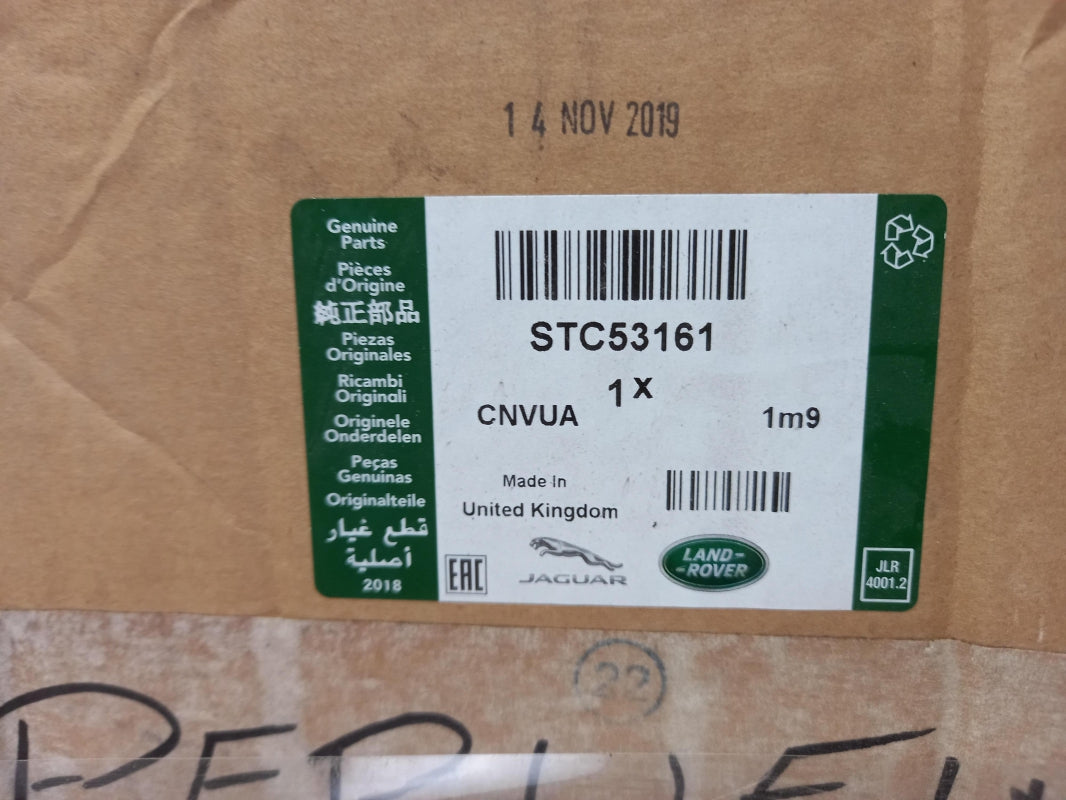 14 NOV 2019
Genuine
Parts
Pièces
d'Origine
純正部品
Piezas
Originales
Ricambi
Originali
Originele
Onderdelen
Peças
Genuinas
Originalteile
قطع غيار
أصلية
2018
STC53161
1 X
CNVUA
1m9
Made In
United Kingdom
EAC
JAGUAR
LAND-
-ROVER
JLR
4001.2
22